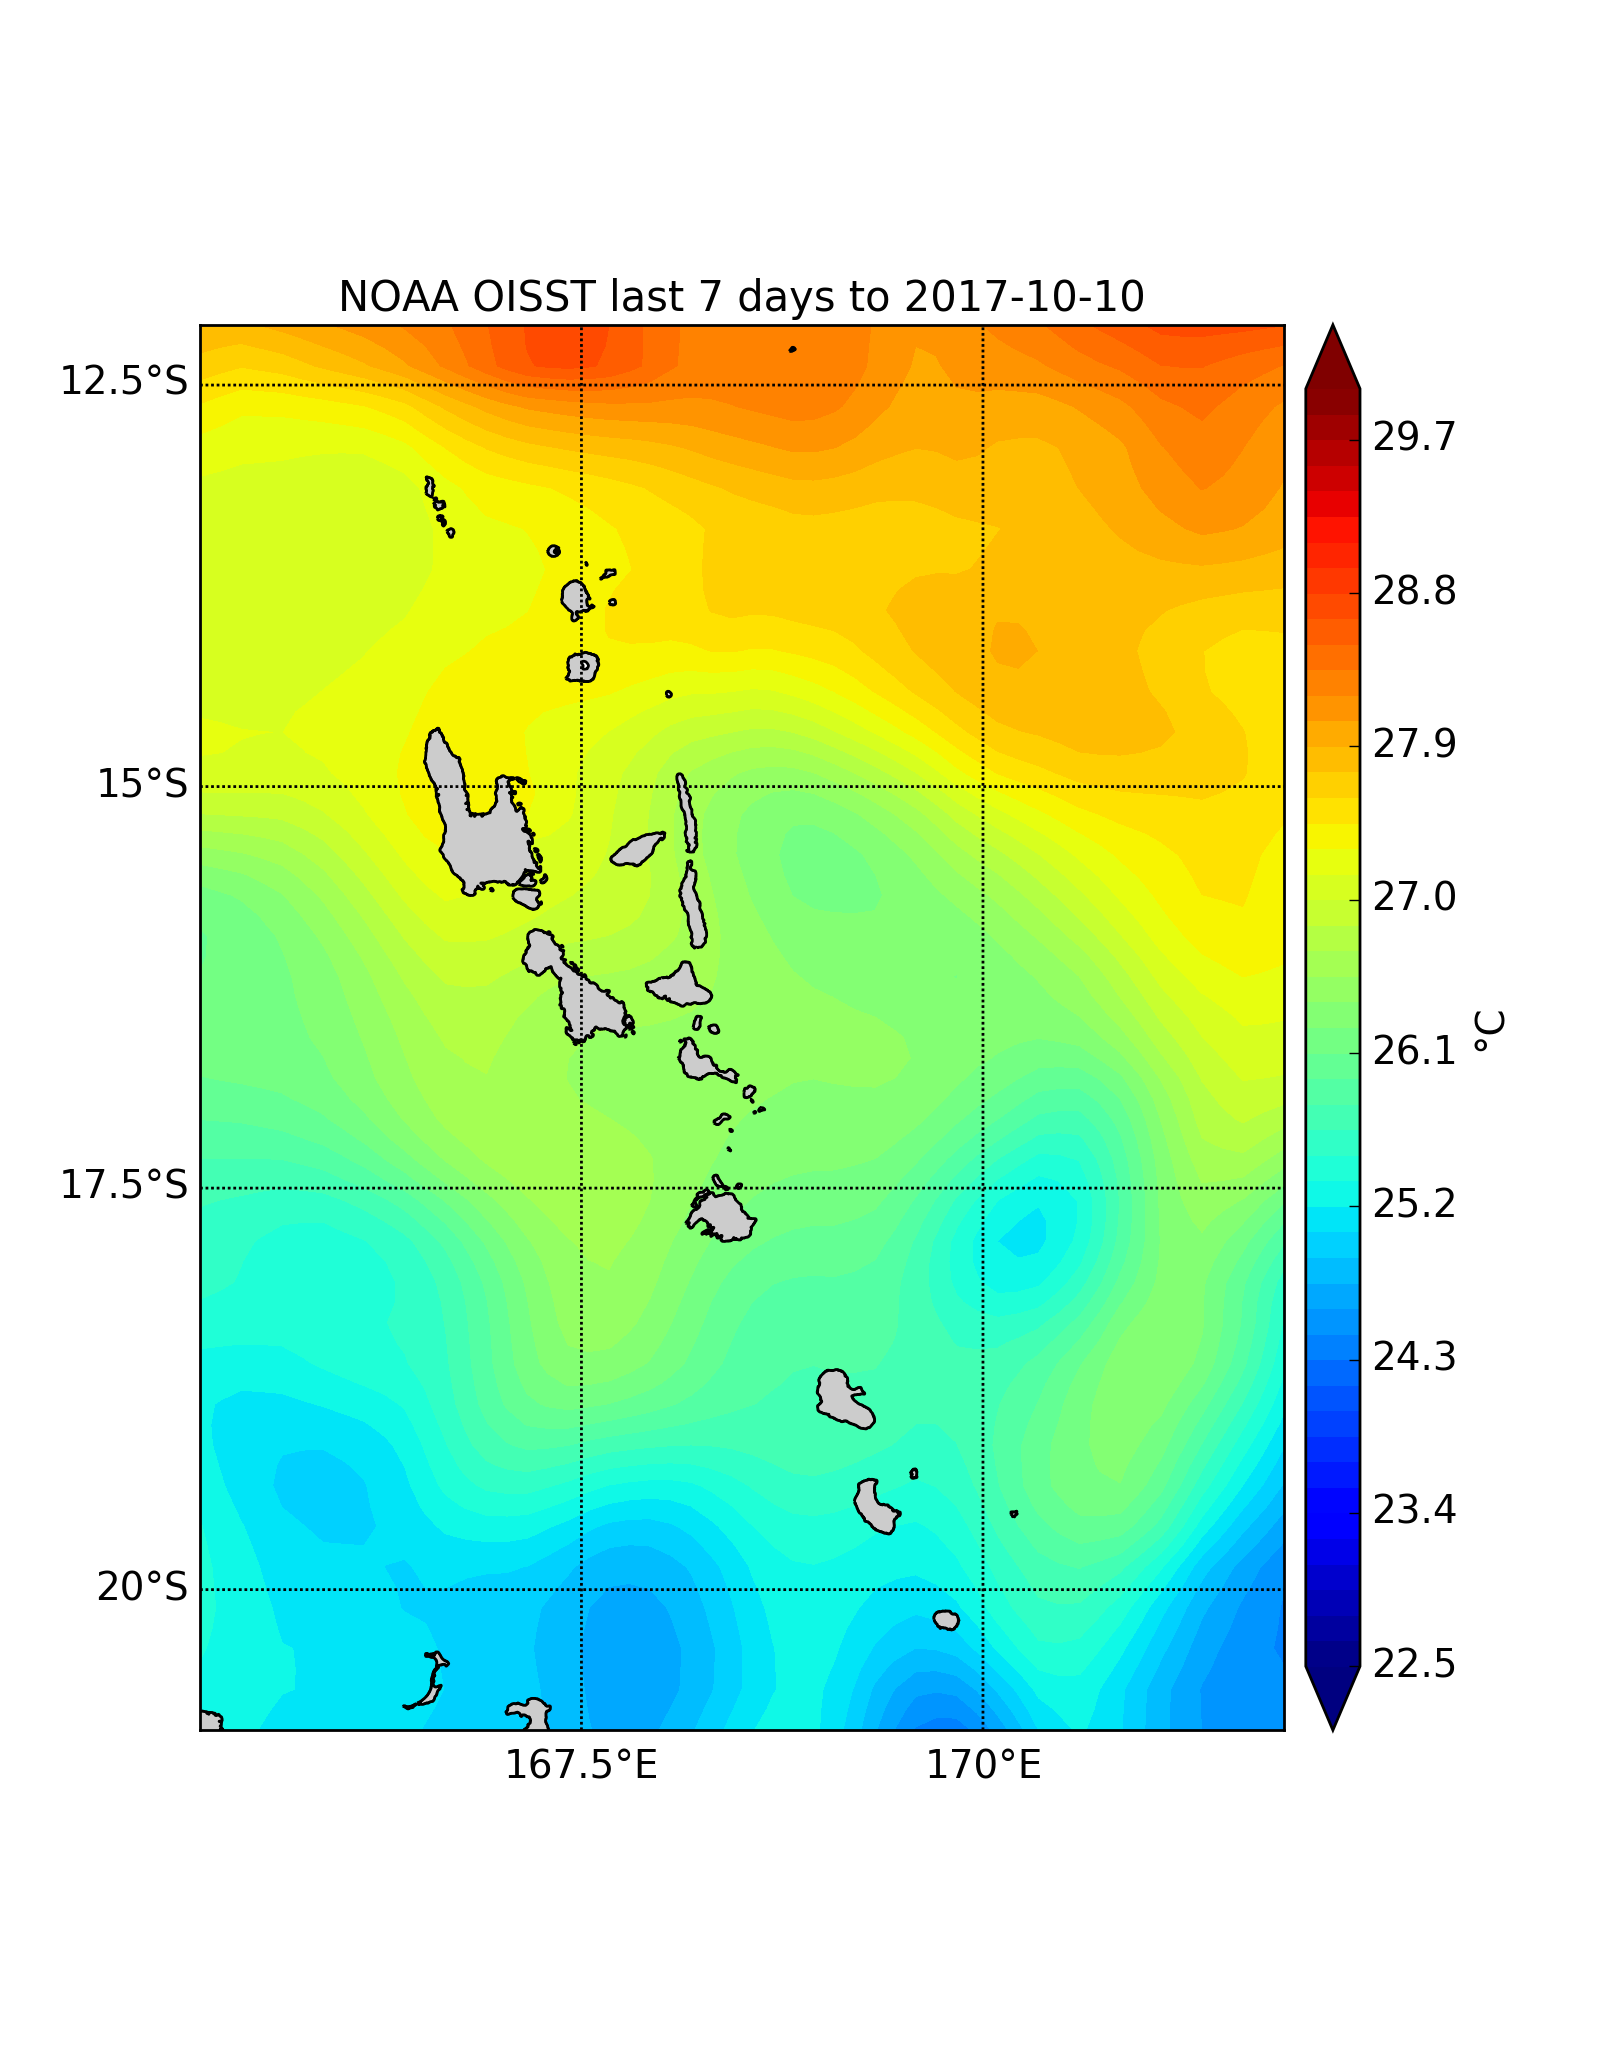 NOAA OISST last 7 days to 2017-10-10
12.5°S
15°S
17.5°S
20°S
167.5°E
170°E
29.7
28.8
27.9
27.0
26.1
25.2
24.3
23.4
22.5
°C